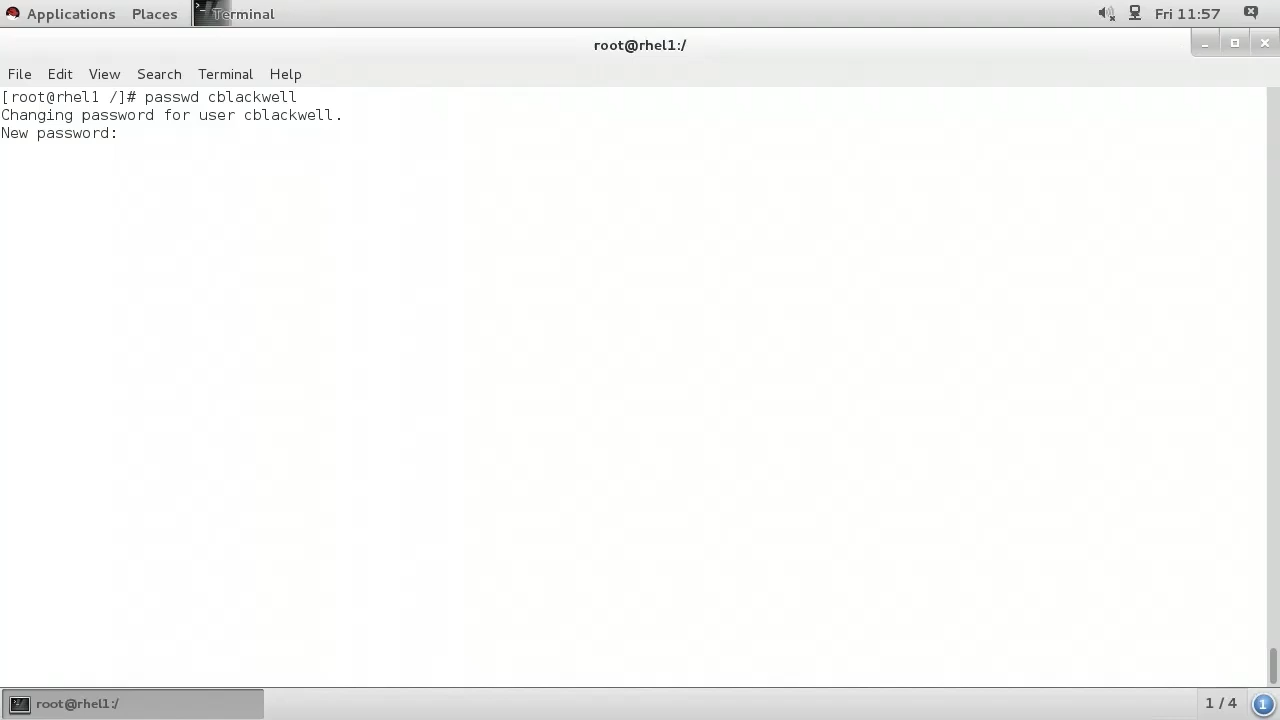 Applications Places Terminal Fri 11:57
root@rhel1:/
File Edit View Search Terminal Help
[root@rhel1 /]# passwd cblackwell
Changing password for user cblackwell.
New password:
root@rhel1:/ 1 / 4 1